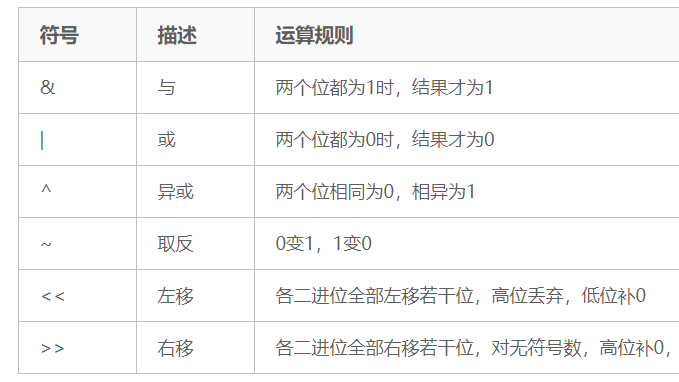 符号 描述 运算规则
& 与 两个位都为1时，结果才为1
| 或 两个位都为0时，结果才为0
^ 异或 两个位相同为0，相异为1
~ 取反 0变1，1变0
<< 左移 各二进位全部左移若干位，高位丢弃，低位补0
>> 右移 各二进位全部右移若干位，对无符号数，高位补0，